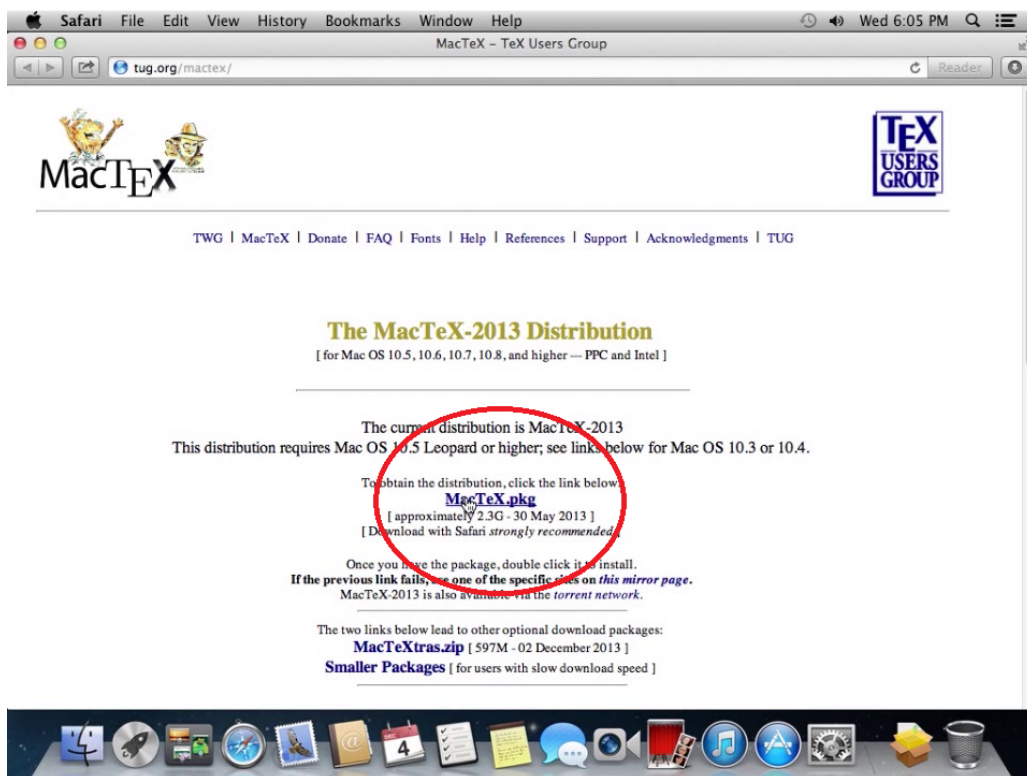 Safari File Edit View History Bookmarks Window Help Wed 6:05 PM
MacTeX – TeX Users Group
tug.org/mactex/ Reader
MacTEX
TEX
USERS
GROUP
TWG | MacTeX | Donate | FAQ | Fonts | Help | References | Support | Acknowledgments | TUG
The MacTeX-2013 Distribution
[ for Mac OS 10.5, 10.6, 10.7, 10.8, and higher --- PPC and Intel ]
The current distribution is MacTeX-2013
This distribution requires Mac OS 10.5 Leopard or higher; see links below for Mac OS 10.3 or 10.4.
To obtain the distribution, click the link below:
MacTeX.pkg
[ approximately 2.3G - 30 May 2013 ]
[ Download with Safari strongly recommended ]
Once you have the package, double click it to install.
If the previous link fails, use one of the specific sites on this mirror page.
MacTeX-2013 is also available via the torrent network.
The two links below lead to other optional download packages:
MacTeXtras.zip [ 597M - 02 December 2013 ]
Smaller Packages [ for users with slow download speed ]
DEC
4